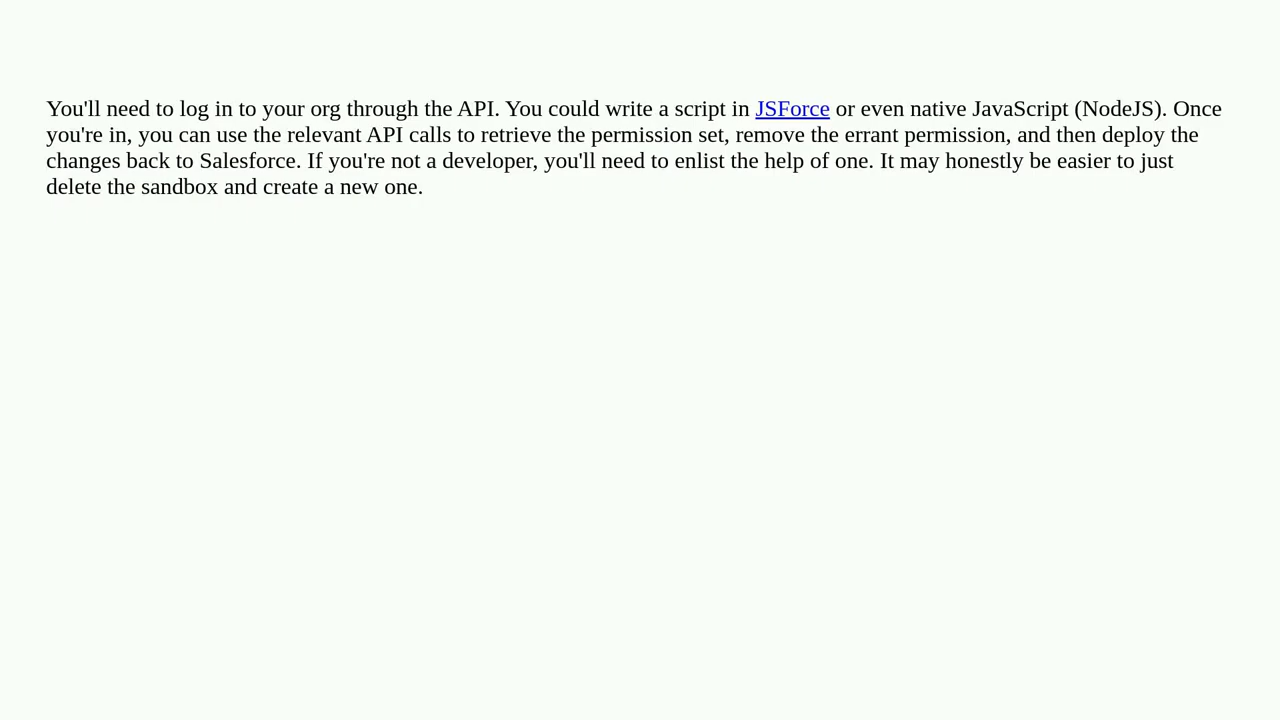 You'll need to log in to your org through the API. You could write a script in JSForce or even native JavaScript (NodeJS). Once
you're in, you can use the relevant API calls to retrieve the permission set, remove the errant permission, and then deploy the
changes back to Salesforce. If you're not a developer, you'll need to enlist the help of one. It may honestly be easier to just
delete the sandbox and create a new one.